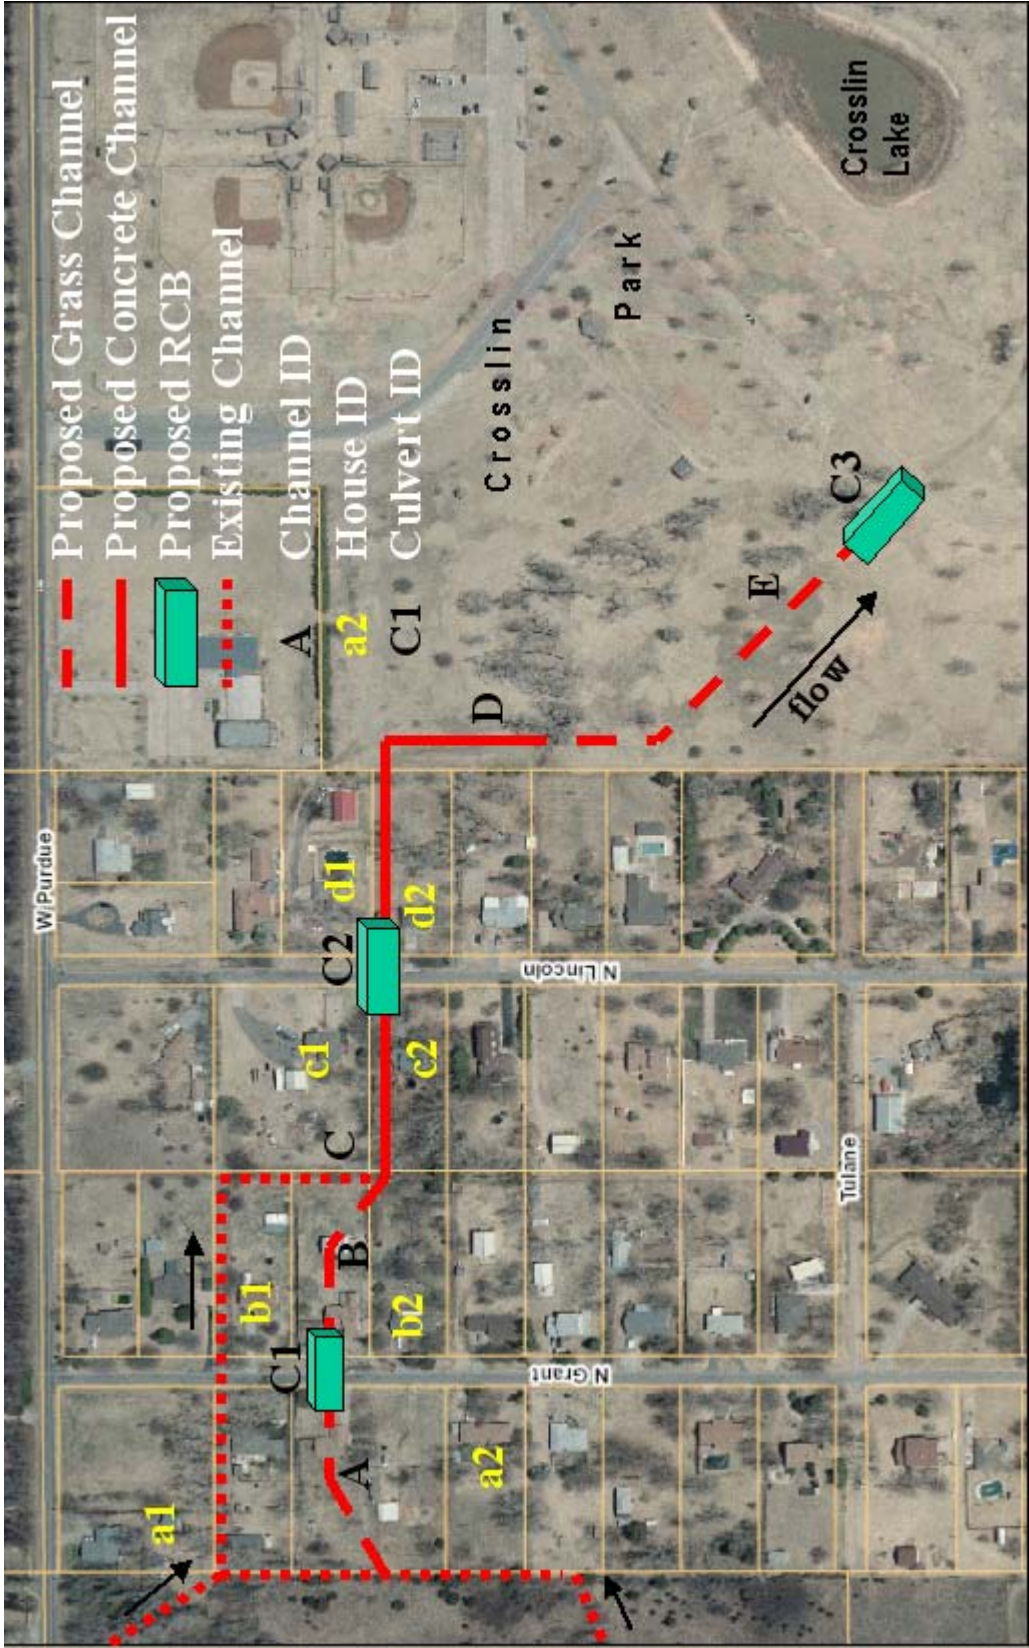 Proposed Grass Channel
Proposed Concrete Channel
Proposed RCB
Existing Channel
A Channel ID
a2 House ID
C1 Culvert ID
W Purdue
Crosslin
Park
Crosslin
Lake
N Lincoln
N Grant
Tulane
a1
A
a2
C1
b1
B
b2
C
c1
c2
C2
d1
d2
D
E
flow
C3